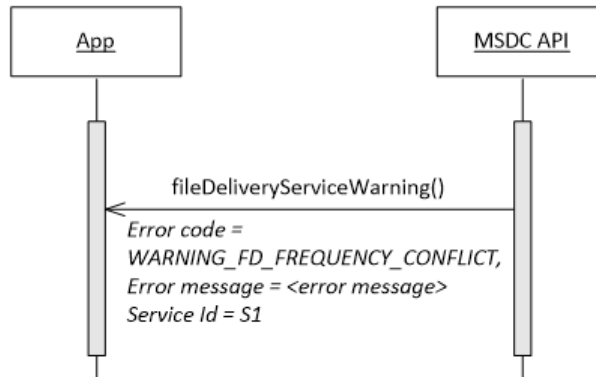 App
MSDC API
fileDeliveryServiceWarning()
Error code =
WARNING_FD_FREQUENCY_CONFLICT,
Error message = <error message>
Service Id = S1